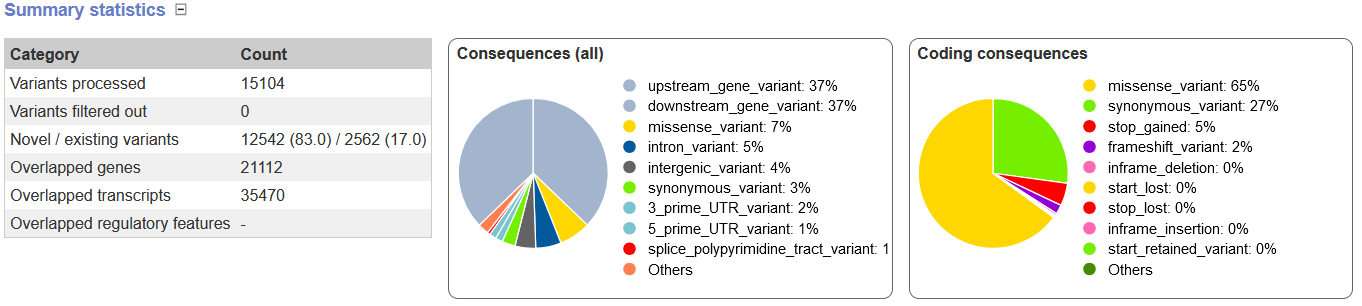 Summary statistics
Category Count
Variants processed 15104
Variants filtered out 0
Novel / existing variants 12542 (83.0) / 2562 (17.0)
Overlapped genes 21112
Overlapped transcripts 35470
Overlapped regulatory features -
Consequences (all)
upstream_gene_variant: 37%
downstream_gene_variant: 37%
missense_variant: 7%
intron_variant: 5%
intergenic_variant: 4%
synonymous_variant: 3%
3_prime_UTR_variant: 2%
5_prime_UTR_variant: 1%
splice_polypyrimidine_tract_variant: 1
Others
Coding consequences
missense_variant: 65%
synonymous_variant: 27%
stop_gained: 5%
frameshift_variant: 2%
inframe_deletion: 0%
start_lost: 0%
stop_lost: 0%
inframe_insertion: 0%
start_retained_variant: 0%
Others